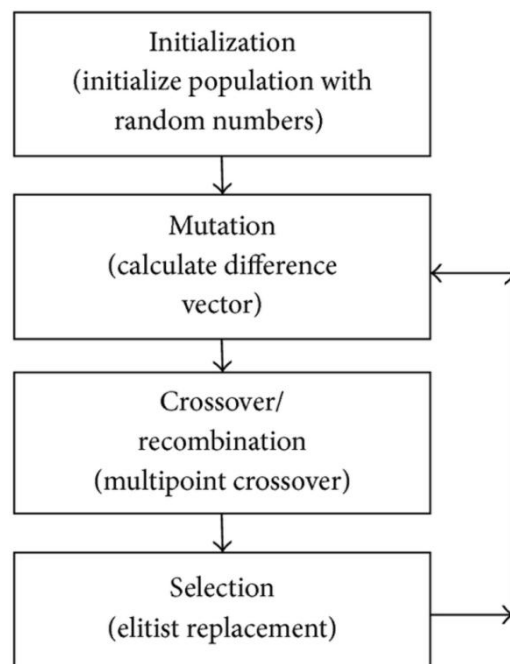 Initialization
(initialize population with
random numbers)
Mutation
(calculate difference
vector)
Crossover/
recombination
(multipoint crossover)
Selection
(elitist replacement)